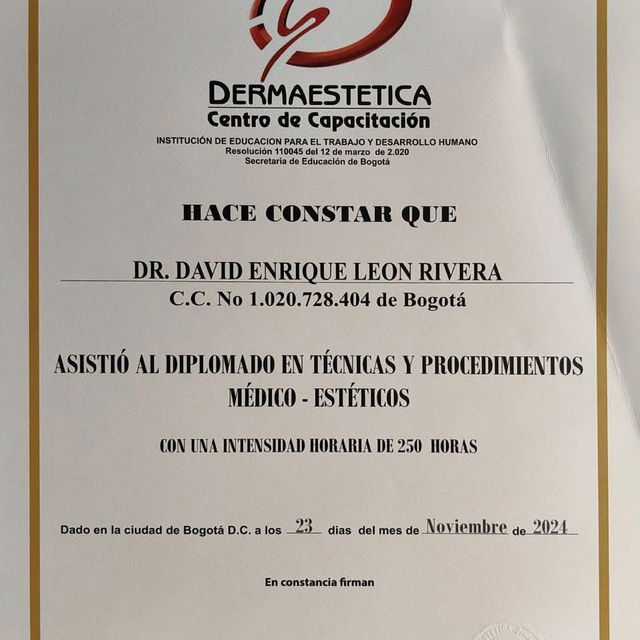 DERMAESTETICA
Centro de Capacitación
INSTITUCIÓN DE EDUCACION PARA EL TRABAJO Y DESARROLLO HUMANO
Resolución 110045 del 12 de marzo de 2.020
Secretaria de Educación de Bogotá
HACE CONSTAR QUE
DR. DAVID ENRIQUE LEON RIVERA
C.C. No 1.020.728.404 de Bogotá
ASISTIÓ AL DIPLOMADO EN TÉCNICAS Y PROCEDIMIENTOS
MÉDICO - ESTÉTICOS
CON UNA INTENSIDAD HORARIA DE 250 HORAS
Dado en la ciudad de Bogotá D.C. a los 23 dias del mes de Noviembre de 2024
En constancia firman